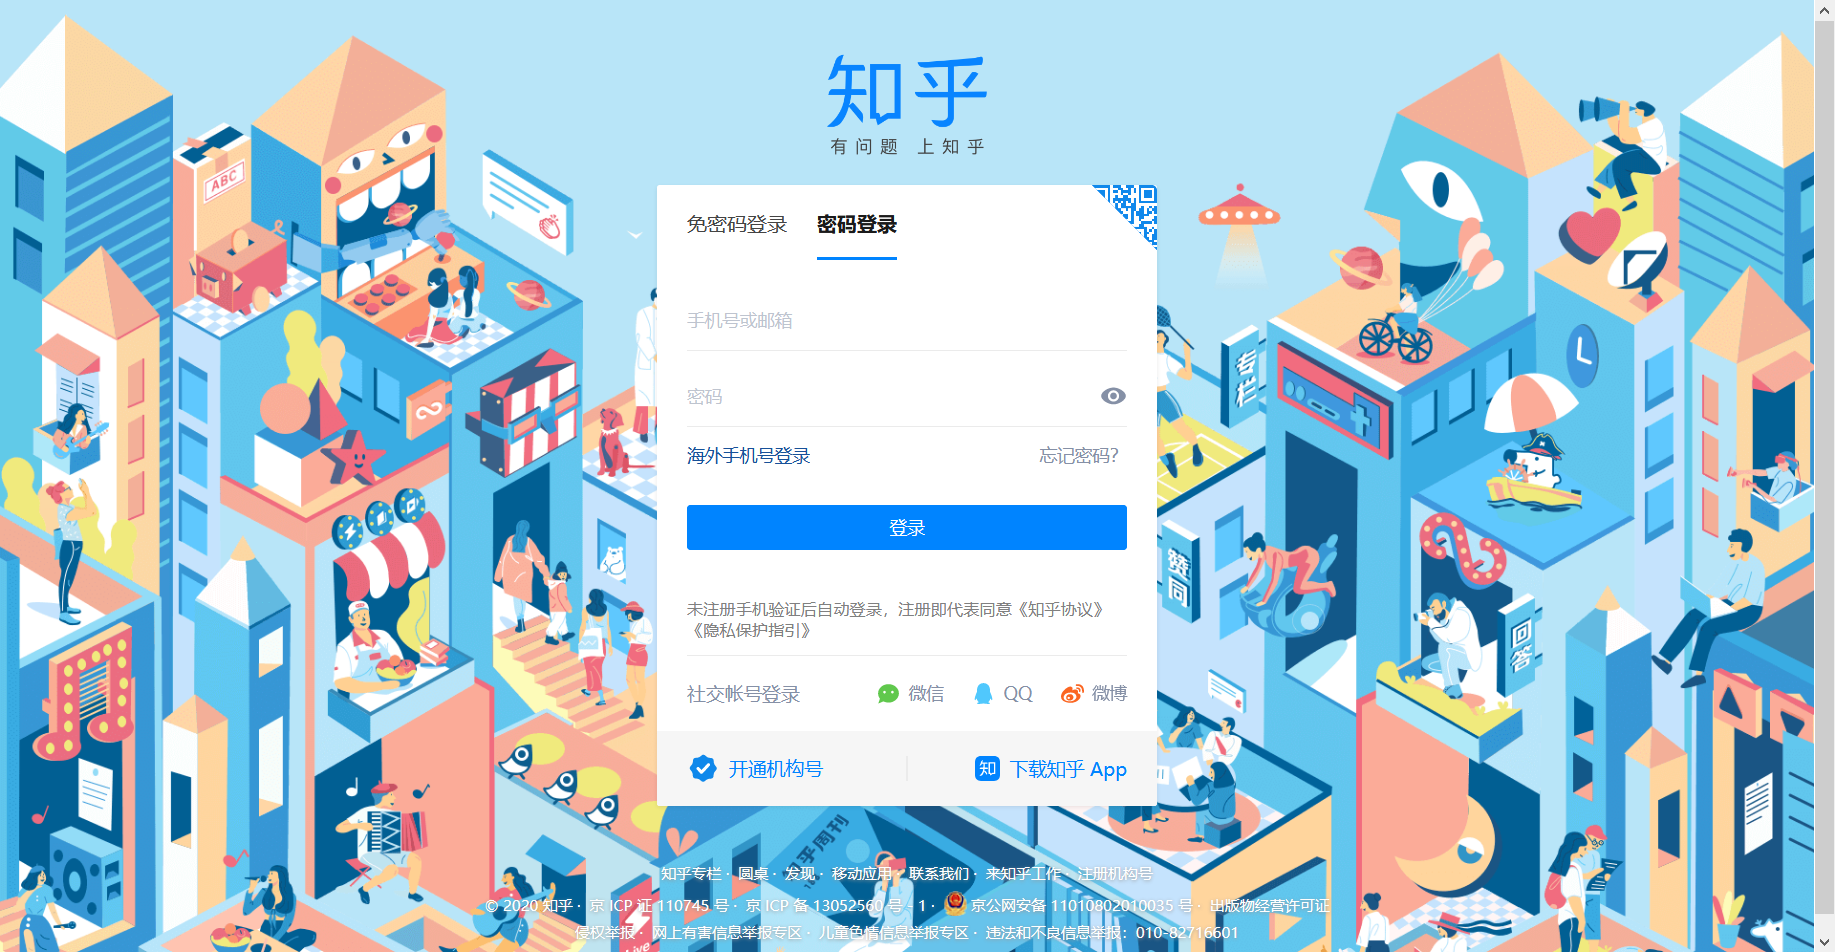 知乎
有问题 上知乎
免密码登录 密码登录
手机号或邮箱
密码
海外手机号登录 忘记密码？
登录
未注册手机验证后自动登录，注册即代表同意《知乎协议》
《隐私保护指引》
社交帐号登录 微信 QQ 微博
开通机构号 知 下载知乎 App
ABC
专栏
赞同
回答
知乎周刊
知乎专栏 · 圆桌 · 发现 · 移动应用 · 联系我们 · 来知乎工作 · 注册机构号
© 2020 知乎 · 京 ICP 证 110745 号 · 京 ICP 备 13052560 号 - 1 · 京公网安备 11010802010035 号 · 出版物经营许可证
侵权举报 · 网上有害信息举报专区 · 儿童色情信息举报专区 · 违法和不良信息举报：010-82716601
Live